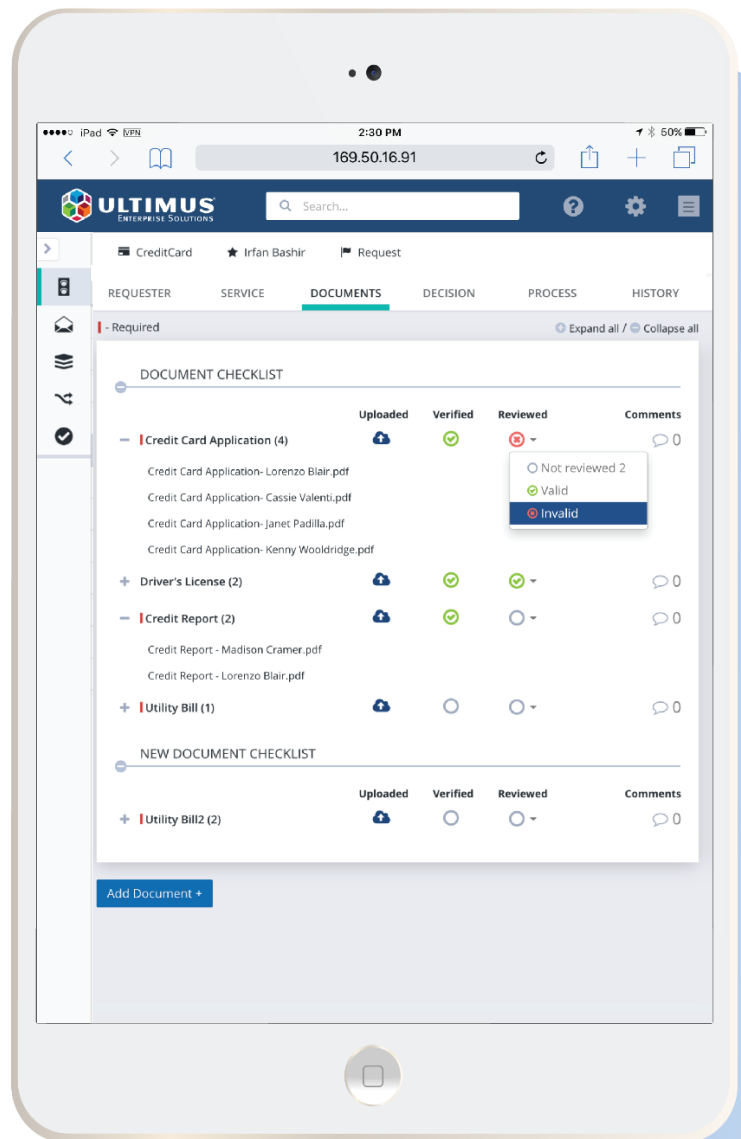 iPad VPN 2:30 PM 50%
169.50.16.91
ULTIMUS Search...
ENTERPRISE SOLUTIONS
CreditCard Irfan Bashir Request
REQUESTER SERVICE DOCUMENTS DECISION PROCESS HISTORY
- Required Expand all / Collapse all
DOCUMENT CHECKLIST
Uploaded Verified Reviewed Comments
Credit Card Application (4) 0
Credit Card Application- Lorenzo Blair.pdf
Not reviewed 2
Credit Card Application- Cassie Valenti.pdf
Valid
Credit Card Application- Janet Padilla.pdf
Invalid
Credit Card Application- Kenny Wooldridge.pdf
Driver's License (2) 0
Credit Report (2) 0
Credit Report - Madison Cramer.pdf
Credit Report - Lorenzo Blair.pdf
Utility Bill (1) 0
NEW DOCUMENT CHECKLIST
Uploaded Verified Reviewed Comments
Utility Bill2 (2) 0
Add Document +